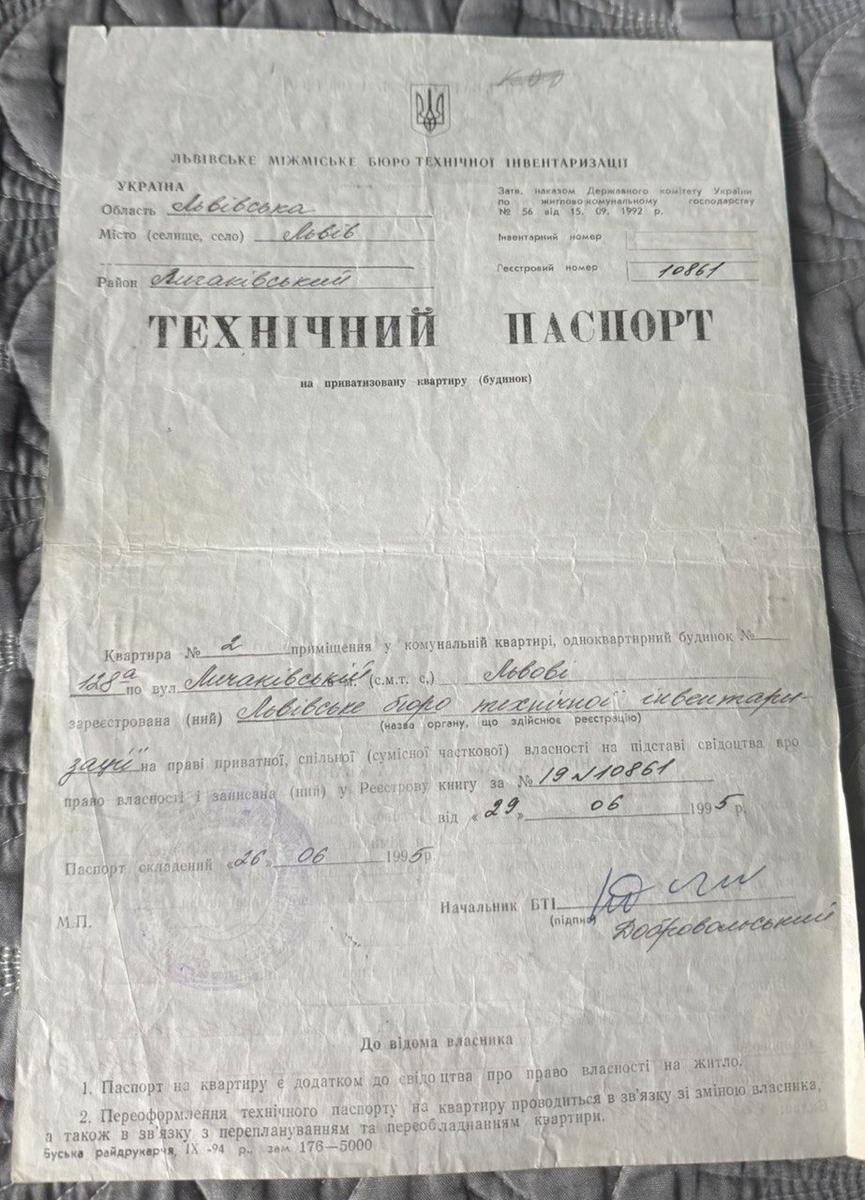 ЛЬВІВСЬКЕ МІЖМІСЬКЕ БЮРО ТЕХНІЧНОЇ ІНВЕНТАРИЗАЦІЇ
УКРАЇНА
Область Львівська
Місто (селище, село) Львів
Район Личаківський
Затв. наказом Державного комітету України
по житлово комунальному господарству
№ 56 від 15. 09. 1992 р.
Інвентарний номер
Реєстровий номер 10861
ТЕХНІЧНИЙ ПАСПОРТ
на приватизовану квартиру (будинок)
Квартира № 2 приміщення у комунальній квартирі, одноквартирний будинок №
128а по вул. Личаківській м. (с.м.т. с.) Львові
зареєстрована (ний) Львівське бюро технічної інвентари-
(назва органу, що здійснює реєстрацію)
зації" на праві приватної, спільної (сумісної часткової) власності на підставі свідоцтва про
право власності і записана (ний) у Реєстрову книгу за № 19 N 10861
від «29» 06 1995 р.
Паспорт складений «26» 06 1995 р.
Начальник БТІ
(підпис)
Добровольський
М.П.
До відома власника
1. Паспорт на квартиру є додатком до свідоцтва про право власності на житло.
2. Переоформлення технічного паспорту на квартиру проводиться в зв'язку зі зміною власника,
а також в зв'язку з переплануванням та переобладнанням квартири.
Буська райдрукарня, IX -94 р., зам 176—5000